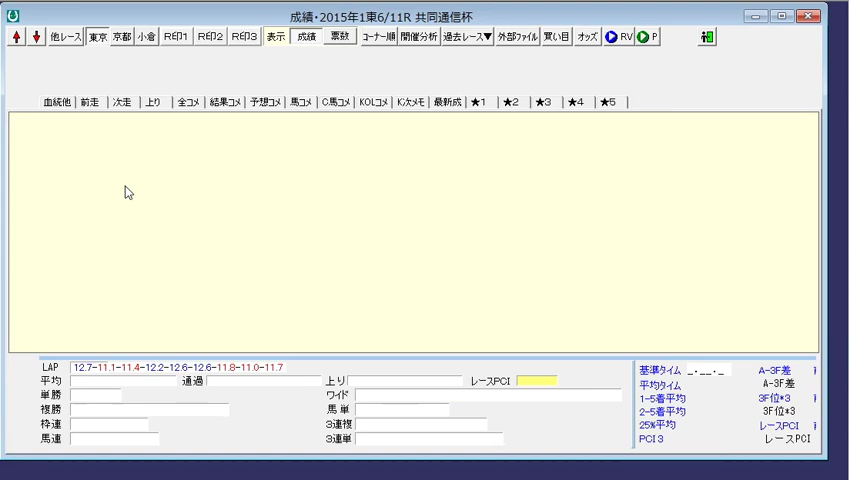 成績・2015年1東6/11R 共同通信杯
他レース 東京 京都 小倉 R印1 R印2 R印3 表示 成績 票数 コーナー順 開催分析 過去レース▼ 外部ファイル 買い目 オッズ RV P
血統他 前走 次走 上り 全コメ 結果コメ 予想コメ 馬コメ C馬コメ KOLコメ K次メモ 最新成 ★1 ★2 ★3 ★4 ★5
LAP 12.7-11.1-11.4-12.2-12.6-12.6-11.8-11.0-11.7
平均 通過 上り レースPCI
単勝 ワイド
複勝 馬単
枠連 3連複
馬連 3連単
基準タイム _.__._ A-3F差
平均タイム A-3F差
1-5着平均 3F位*3
2-5着平均 3F位*3
25%平均 レースPCI
PCI3 レースPCI